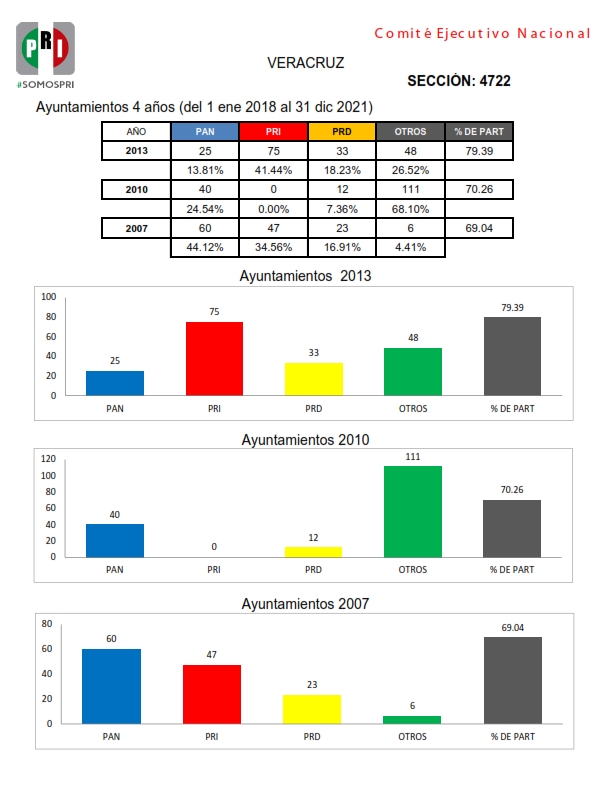 PRI
#SOMOSPRI
Comité Ejecutivo Nacional
VERACRUZ
SECCIÓN: 4722
Ayuntamientos 4 años (del 1 ene 2018 al 31 dic 2021)
AÑO PAN PRI PRD OTROS % DE PART
2013 25 75 33 48 79.39
13.81% 41.44% 18.23% 26.52%
2010 40 0 12 111 70.26
24.54% 0.00% 7.36% 68.10%
2007 60 47 23 6 69.04
44.12% 34.56% 16.91% 4.41%
Ayuntamientos 2013
100
80
60
40
20
0
25 75 33 48 79.39
PAN PRI PRD OTROS % DE PART
Ayuntamientos 2010
120
100
80
60
40
20
0
40 0 12 111 70.26
PAN PRI PRD OTROS % DE PART
Ayuntamientos 2007
80
60
40
20
0
60 47 23 6 69.04
PAN PRI PRD OTROS % DE PART